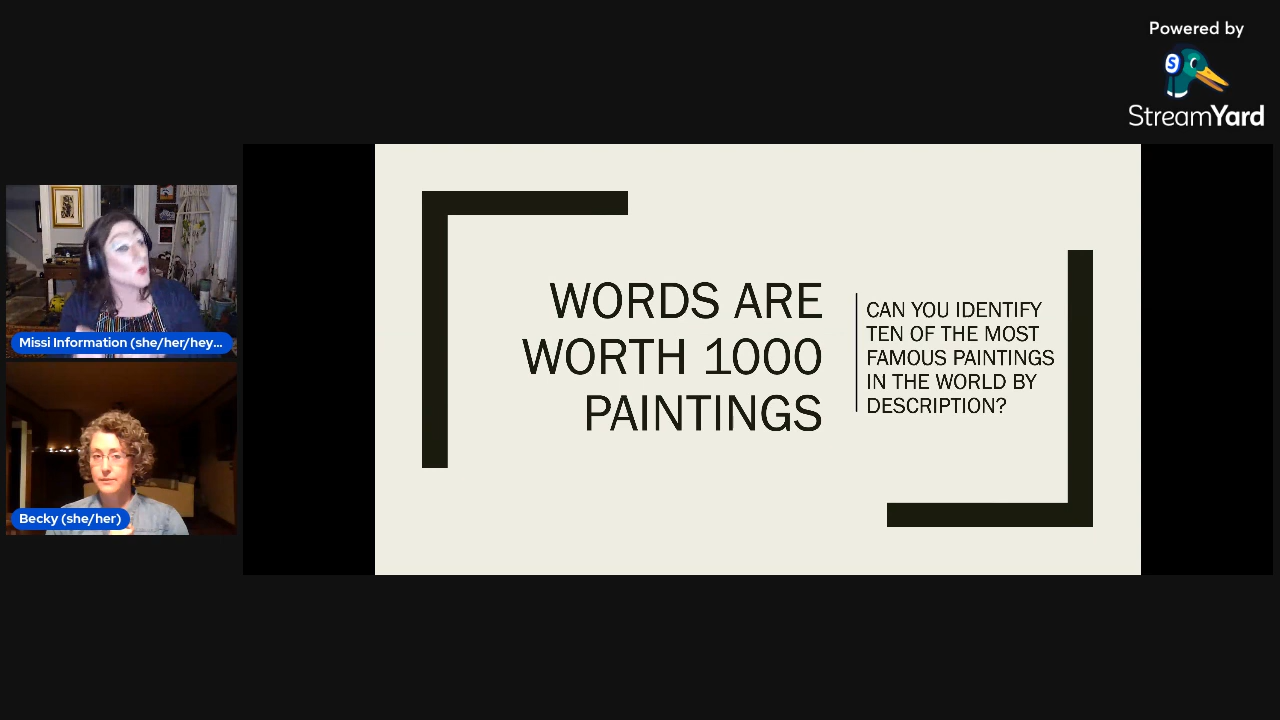 Powered by
S
StreamYard
Missi Information (she/her/hey...
Becky (she/her)
WORDS ARE
WORTH 1000
PAINTINGS
CAN YOU IDENTIFY
TEN OF THE MOST
FAMOUS PAINTINGS
IN THE WORLD BY
DESCRIPTION?